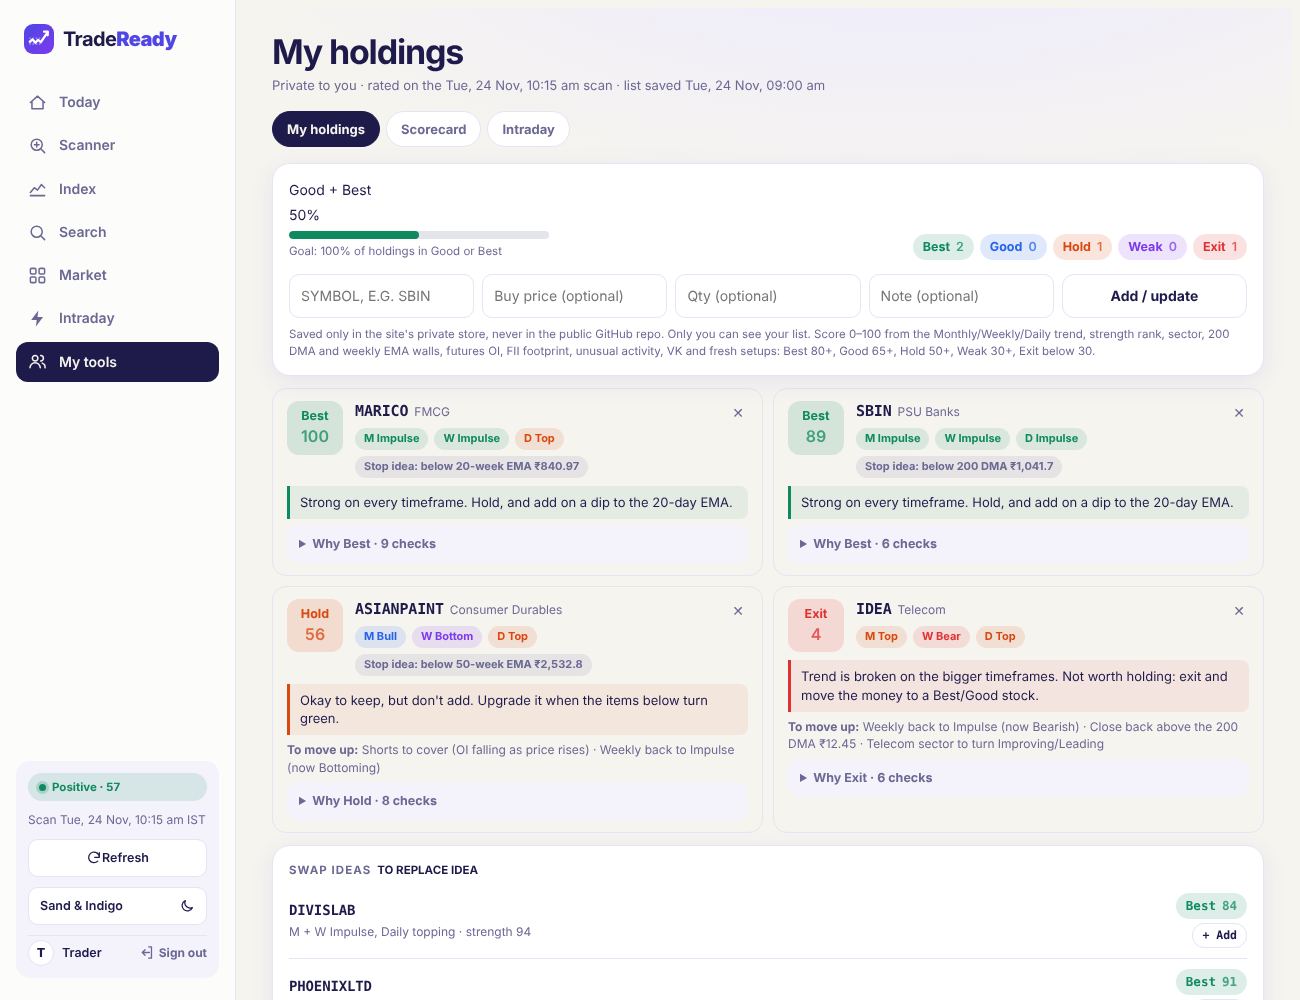 TradeReady
Today
Scanner
Index
Search
Market
Intraday
My tools
Positive · 57
Scan Tue, 24 Nov, 10:15 am IST
Refresh
Sand & Indigo
T Trader Sign out
My holdings
Private to you · rated on the Tue, 24 Nov, 10:15 am scan · list saved Tue, 24 Nov, 09:00 am
My holdings Scorecard Intraday
Good + Best
50%
Goal: 100% of holdings in Good or Best
Best 2 Good 0 Hold 1 Weak 0 Exit 1
SYMBOL, E.G. SBIN Buy price (optional) Qty (optional) Note (optional) Add / update
Saved only in the site's private store, never in the public GitHub repo. Only you can see your list. Score 0–100 from the Monthly/Weekly/Daily trend, strength rank, sector, 200
DMA and weekly EMA walls, futures OI, FII footprint, unusual activity, VK and fresh setups: Best 80+, Good 65+, Hold 50+, Weak 30+, Exit below 30.
Best 100
MARICO FMCG ✕
M Impulse W Impulse D Top
Stop idea: below 20-week EMA ₹840.97
Strong on every timeframe. Hold, and add on a dip to the 20-day EMA.
▶ Why Best · 9 checks
Best 89
SBIN PSU Banks ✕
M Impulse W Impulse D Impulse
Stop idea: below 200 DMA ₹1,041.7
Strong on every timeframe. Hold, and add on a dip to the 20-day EMA.
▶ Why Best · 6 checks
Hold 56
ASIANPAINT Consumer Durables ✕
M Bull W Bottom D Top
Stop idea: below 50-week EMA ₹2,532.8
Okay to keep, but don't add. Upgrade it when the items below turn
green.
To move up: Shorts to cover (OI falling as price rises) · Weekly back to Impulse
(now Bottoming)
▶ Why Hold · 8 checks
Exit 4
IDEA Telecom ✕
M Top W Bear D Top
Trend is broken on the bigger timeframes. Not worth holding: exit and
move the money to a Best/Good stock.
To move up: Weekly back to Impulse (now Bearish) · Close back above the 200
DMA ₹12.45 · Telecom sector to turn Improving/Leading
▶ Why Exit · 6 checks
SWAP IDEAS TO REPLACE IDEA
DIVISLAB
M + W Impulse, Daily topping · strength 94
Best 84
+ Add
PHOENIXLTD
Best 91